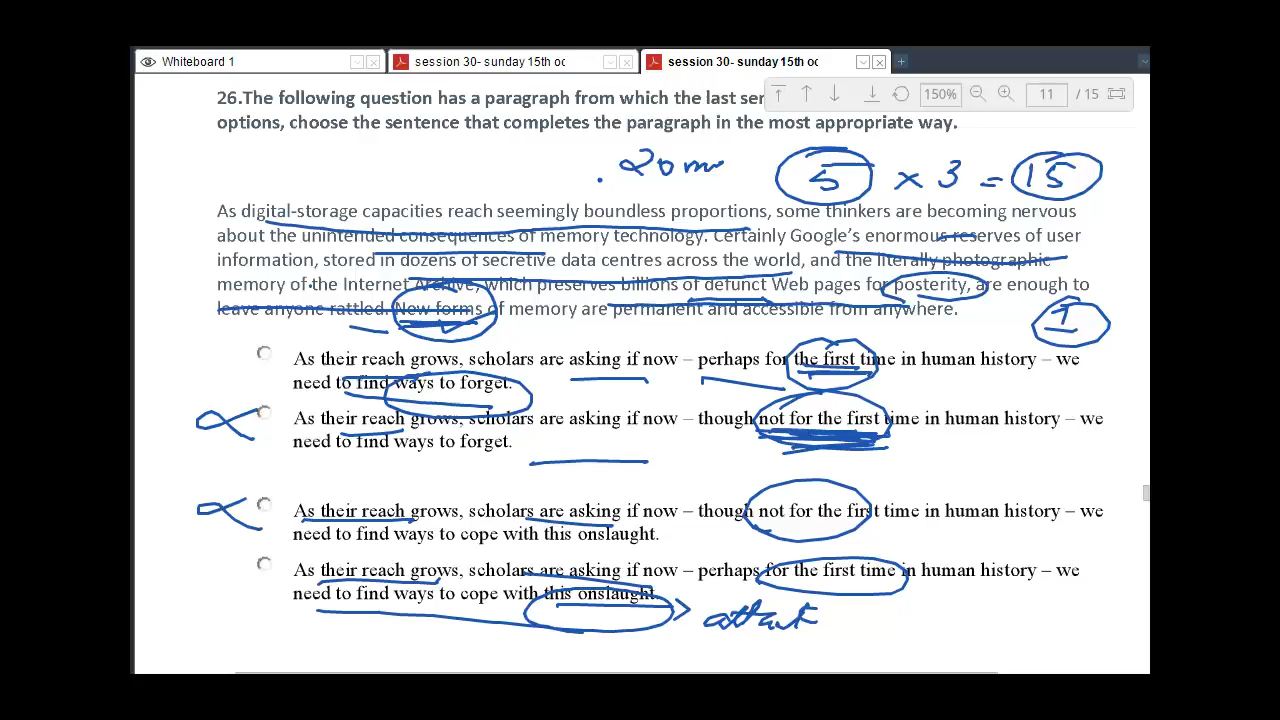 Whiteboard 1
session 30- sunday 15th oc
session 30- sunday 15th oc
150%
11 / 15
26.The following question has a paragraph from which the last ser
options, choose the sentence that completes the paragraph in the most appropriate way.
20 m
5 × 3 = 15
As digital-storage capacities reach seemingly boundless proportions, some thinkers are becoming nervous
about the unintended consequences of memory technology. Certainly Google's enormous reserves of user
information, stored in dozens of secretive data centres across the world, and the literally photographic
memory of the Internet Archive, which preserves billions of defunct Web pages for posterity, are enough to
leave anyone rattled. New forms of memory are permanent and accessible from anywhere.
I
As their reach grows, scholars are asking if now – perhaps for the first time in human history – we
need to find ways to forget.
As their reach grows, scholars are asking if now – though not for the first time in human history – we
need to find ways to forget.
As their reach grows, scholars are asking if now – though not for the first time in human history – we
need to find ways to cope with this onslaught.
As their reach grows, scholars are asking if now – perhaps for the first time in human history – we
need to find ways to cope with this onslaught.
attack